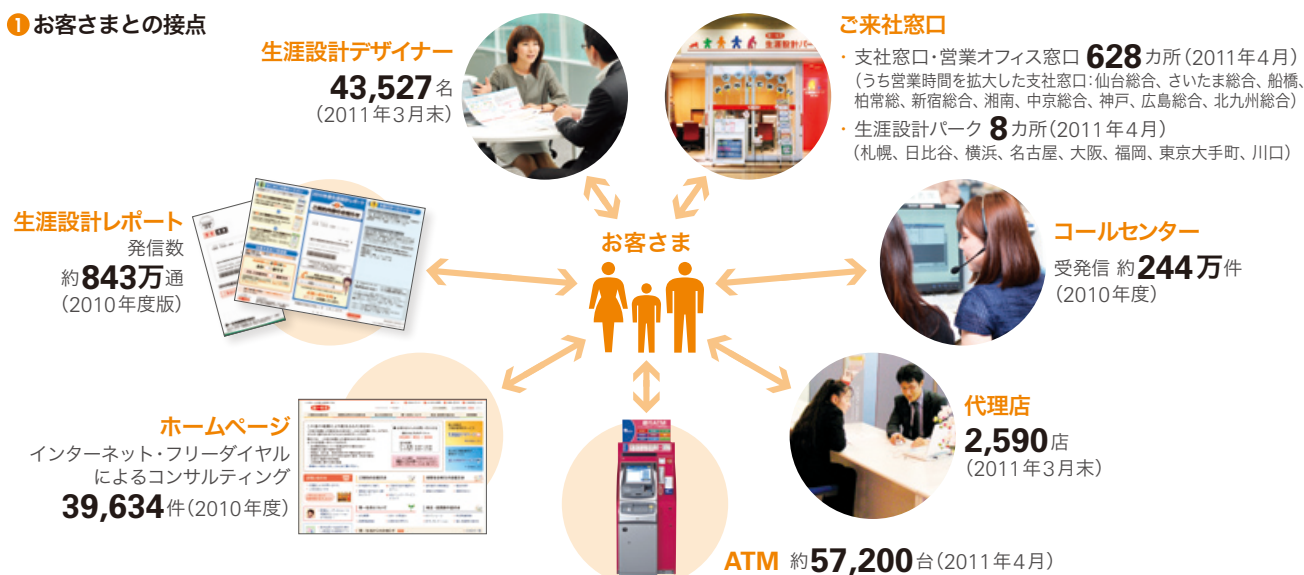 1 お客さまとの接点
生涯設計デザイナー
43,527名
(2011年3月末)
ご来社窓口
・支社窓口・営業オフィス窓口 628カ所(2011年4月)
(うち営業時間を拡大した支社窓口:仙台総合、さいたま総合、船橋、
柏常総、新宿総合、湘南、中京総合、神戸、広島総合、北九州総合)
・生涯設計パーク 8カ所(2011年4月)
(札幌、日比谷、横浜、名古屋、大阪、福岡、東京大手町、川口)
生涯設計レポート
発信数
約843万通
(2010年度版)
お客さま
コールセンター
受発信 約244万件
(2010年度)
ホームページ
インターネット・フリーダイヤル
によるコンサルティング
39,634件(2010年度)
代理店
2,590店
(2011年3月末)
ATM 約57,200台(2011年4月)